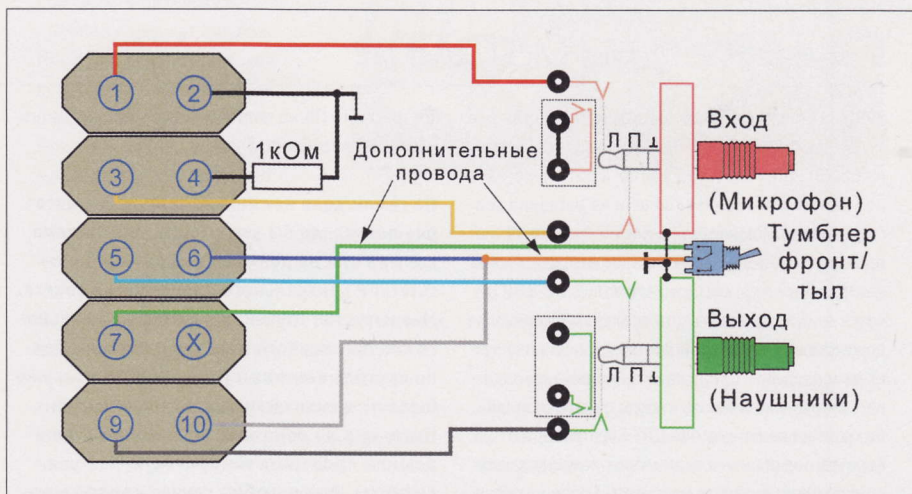 1 2
1кОм
3 4
Дополнительные
провода
5 6
7 X
9 10
Л П ⊥
Вход
(Микрофон)
Тумблер
фронт/
тыл
Выход
Л П ⊥
(Наушники)